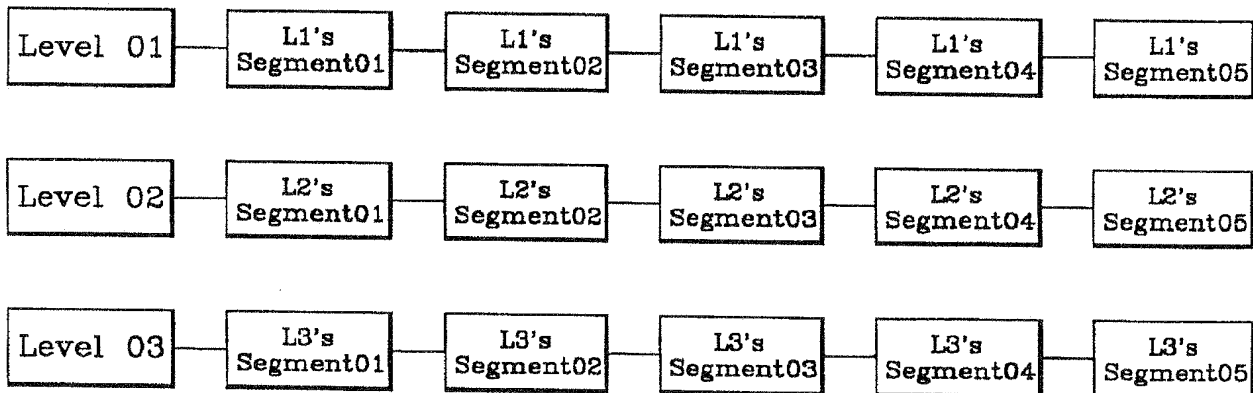 Level 01
L1's
Segment01
L1's
Segment02
L1's
Segment03
L1's
Segment04
L1's
Segment05
Level 02
L2's
Segment01
L2's
Segment02
L2's
Segment03
L2's
Segment04
L2's
Segment05
Level 03
L3's
Segment01
L3's
Segment02
L3's
Segment03
L3's
Segment04
L3's
Segment05